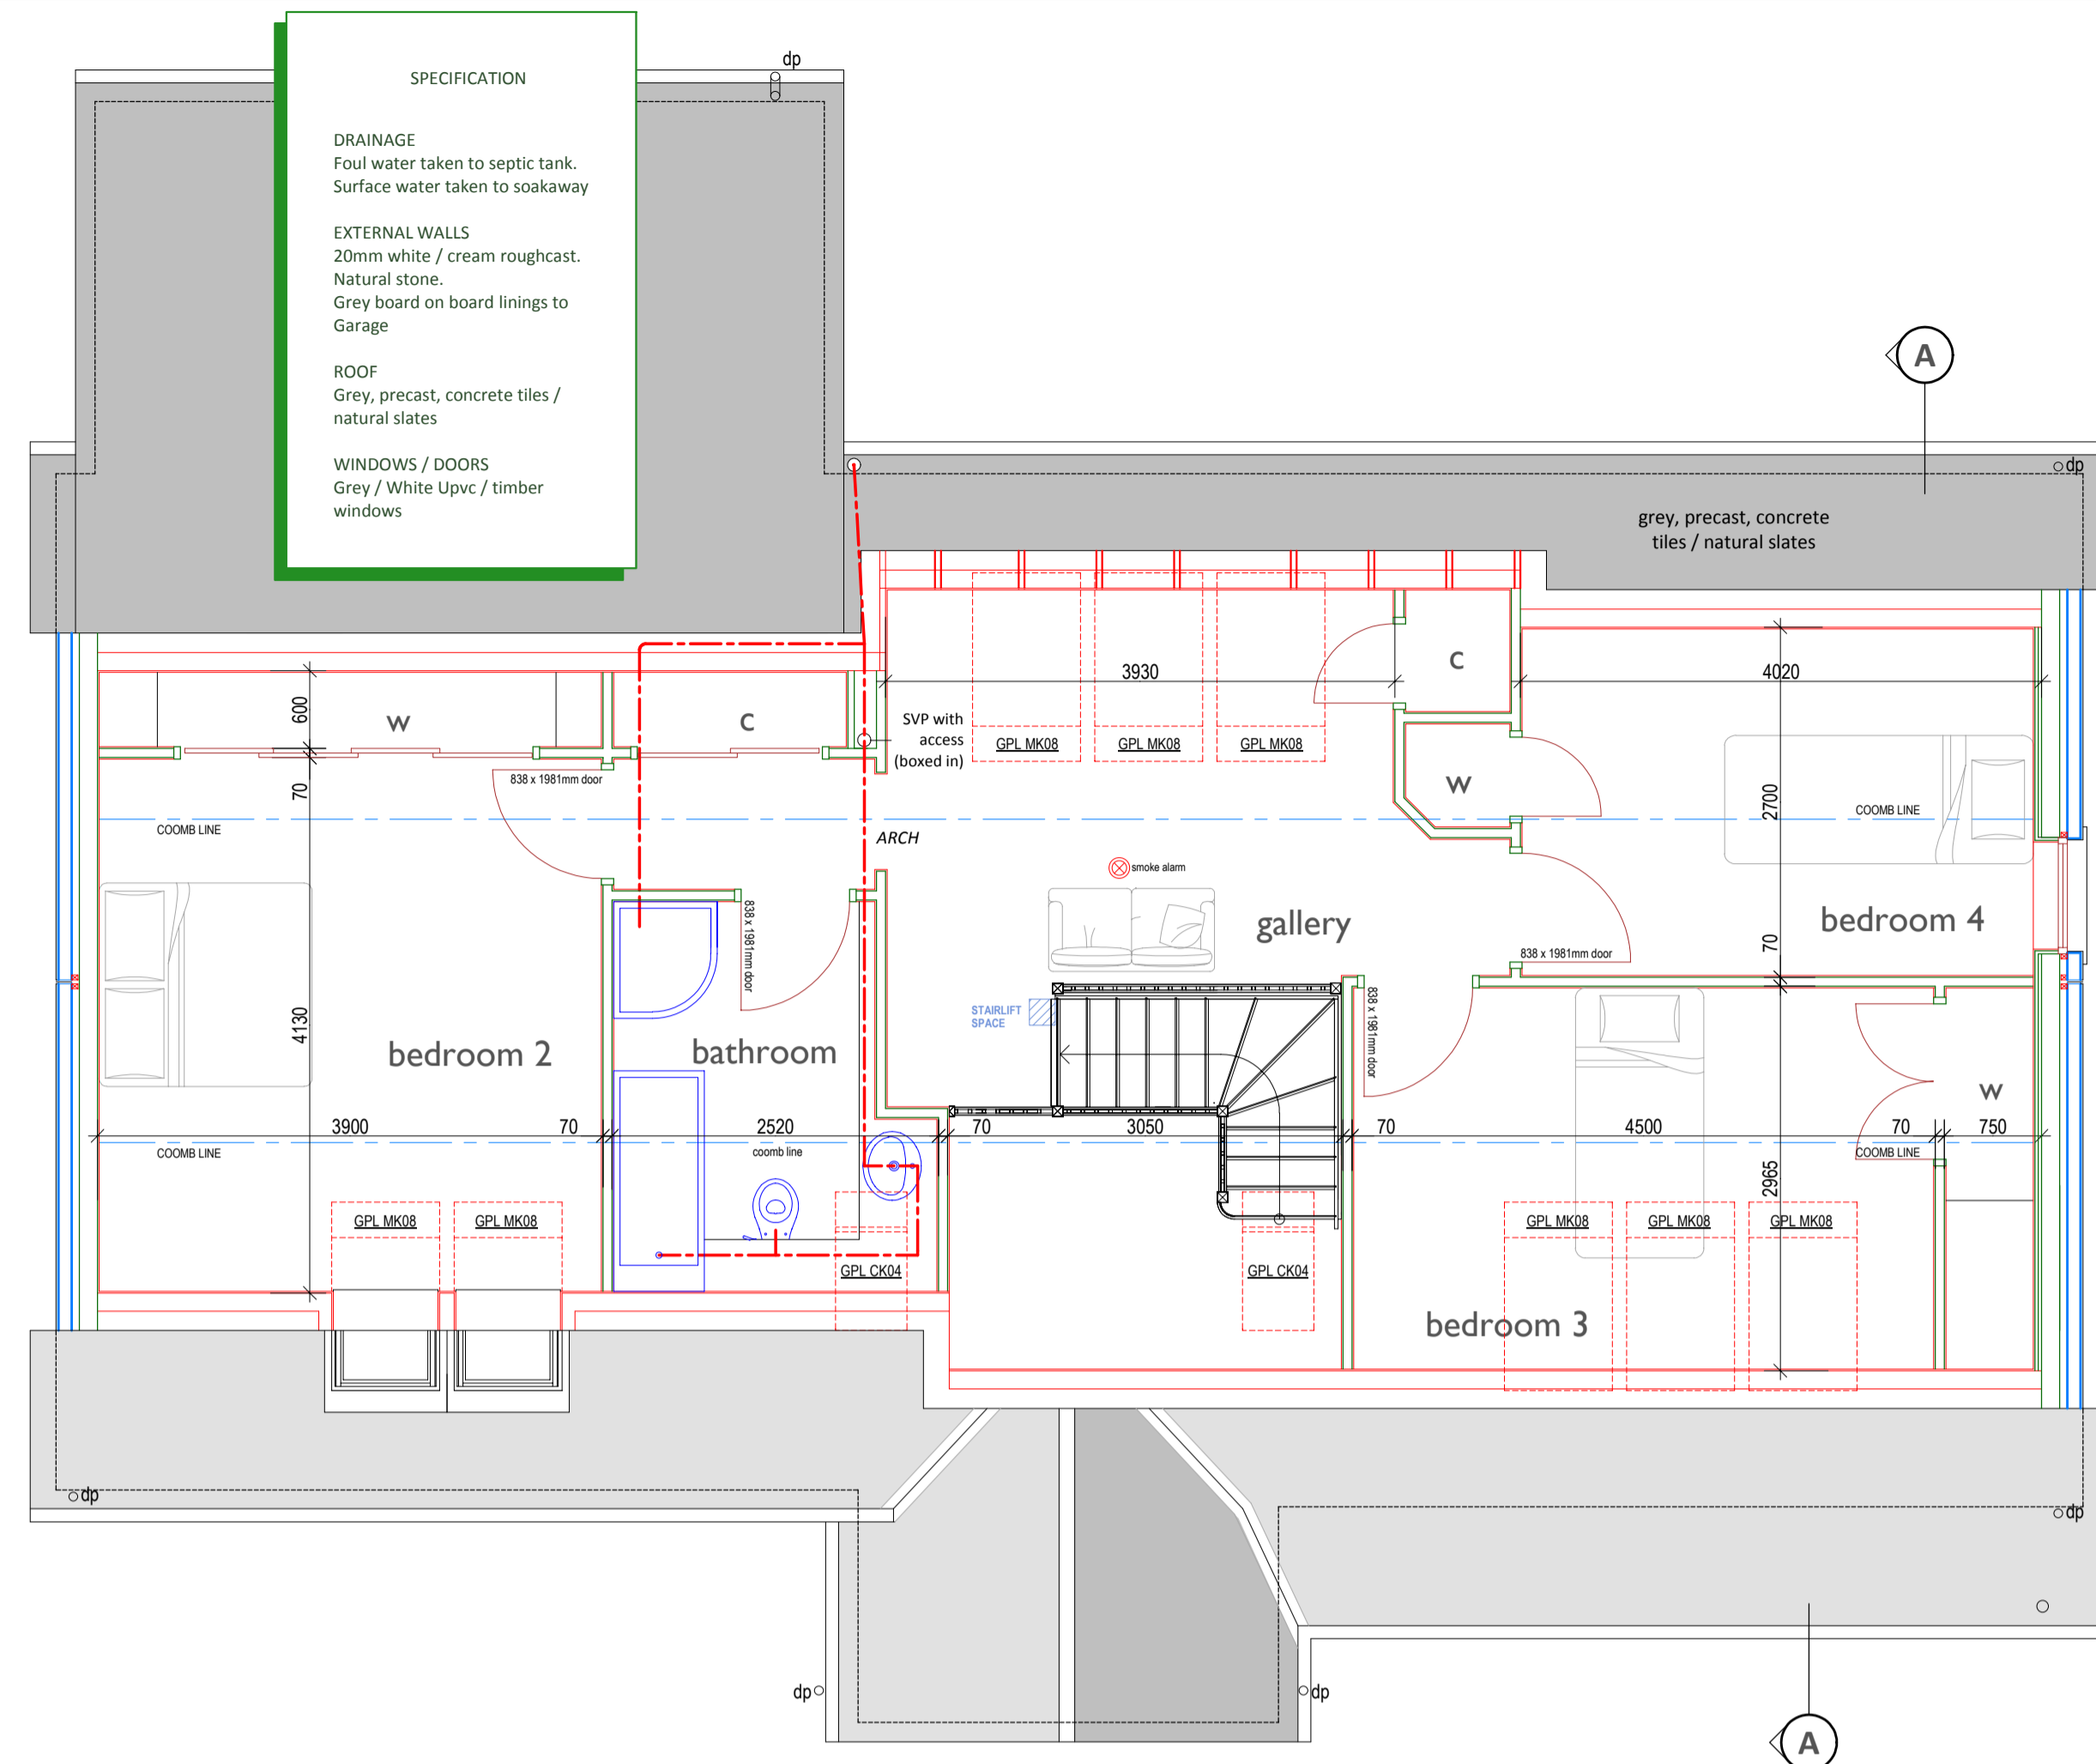 dp
SPECIFICATION
DRAINAGE
Foul water taken to septic tank.
Surface water taken to soakaway
EXTERNAL WALLS
20mm white / cream roughcast.
Natural stone.
Grey board on board linings to
Garage
ROOF
Grey, precast, concrete tiles /
natural slates
WINDOWS / DOORS
Grey / White Upvc / timber
windows
A
dp
grey, precast, concrete
tiles / natural slates
600
W
C
SVP with
access
(boxed in)
3930
GPL MK08
GPL MK08
GPL MK08
C
4020
70
838 x 1981mm door
COOMB LINE
ARCH
W
2700
COOMB LINE
smoke alarm
gallery
bedroom 4
838 x 1981mm door
838 x 1981mm door
70
STAIRLIFT
SPACE
838 x 1981mm door
4130
bedroom 2
bathroom
W
3900
70
2520
70
3050
70
4500
70
750
COOMB LINE
coomb line
COOMB LINE
2965
GPL MK08
GPL MK08
GPL CK04
GPL CK04
GPL MK08
GPL MK08
GPL MK08
bedroom 3
dp
dp
dp
dp
A